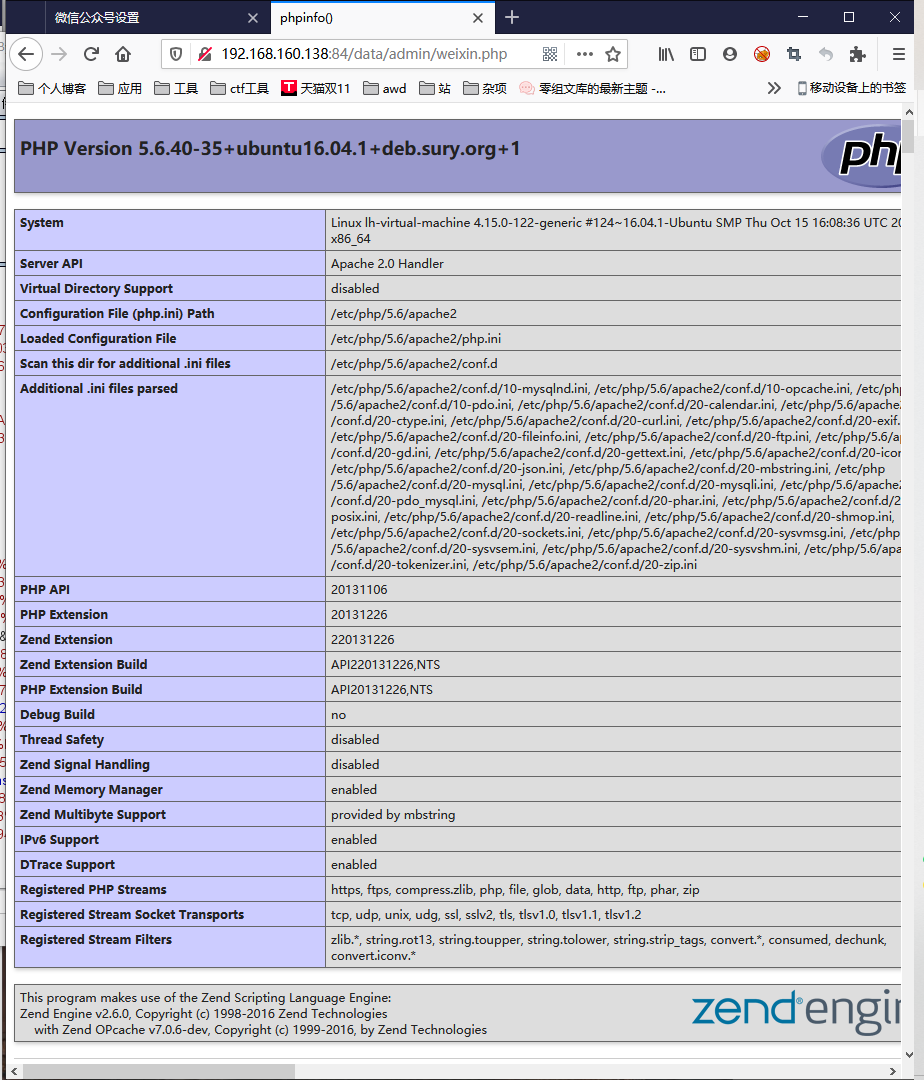 微信公众号设置
phpinfo()
192.168.160.138:84/data/admin/weixin.php
个人博客 应用 工具 ctf工具 天猫双11 awd 站 杂项 零组文库的最新主题 -... 移动设备上的书签
PHP Version 5.6.40-35+ubuntu16.04.1+deb.sury.org+1
php
System Linux lh-virtual-machine 4.15.0-122-generic #124~16.04.1-Ubuntu SMP Thu Oct 15 16:08:36 UTC 20
x86_64
Server API Apache 2.0 Handler
Virtual Directory Support disabled
Configuration File (php.ini) Path /etc/php/5.6/apache2
Loaded Configuration File /etc/php/5.6/apache2/php.ini
Scan this dir for additional .ini files /etc/php/5.6/apache2/conf.d
Additional .ini files parsed /etc/php/5.6/apache2/conf.d/10-mysqlnd.ini, /etc/php/5.6/apache2/conf.d/10-opcache.ini, /etc/php
/5.6/apache2/conf.d/10-pdo.ini, /etc/php/5.6/apache2/conf.d/20-calendar.ini, /etc/php/5.6/apache2
/conf.d/20-ctype.ini, /etc/php/5.6/apache2/conf.d/20-curl.ini, /etc/php/5.6/apache2/conf.d/20-exif.
/etc/php/5.6/apache2/conf.d/20-fileinfo.ini, /etc/php/5.6/apache2/conf.d/20-ftp.ini, /etc/php/5.6/ap
/conf.d/20-gd.ini, /etc/php/5.6/apache2/conf.d/20-gettext.ini, /etc/php/5.6/apache2/conf.d/20-icon
/etc/php/5.6/apache2/conf.d/20-json.ini, /etc/php/5.6/apache2/conf.d/20-mbstring.ini, /etc/php
/5.6/apache2/conf.d/20-mysql.ini, /etc/php/5.6/apache2/conf.d/20-mysqli.ini, /etc/php/5.6/apache2
/conf.d/20-pdo_mysql.ini, /etc/php/5.6/apache2/conf.d/20-phar.ini, /etc/php/5.6/apache2/conf.d/2
posix.ini, /etc/php/5.6/apache2/conf.d/20-readline.ini, /etc/php/5.6/apache2/conf.d/20-shmop.ini,
/etc/php/5.6/apache2/conf.d/20-sockets.ini, /etc/php/5.6/apache2/conf.d/20-sysvmsg.ini, /etc/php
/5.6/apache2/conf.d/20-sysvsem.ini, /etc/php/5.6/apache2/conf.d/20-sysvshm.ini, /etc/php/5.6/apa
/conf.d/20-tokenizer.ini, /etc/php/5.6/apache2/conf.d/20-zip.ini
PHP API 20131106
PHP Extension 20131226
Zend Extension 220131226
Zend Extension Build API220131226,NTS
PHP Extension Build API20131226,NTS
Debug Build no
Thread Safety disabled
Zend Signal Handling disabled
Zend Memory Manager enabled
Zend Multibyte Support provided by mbstring
IPv6 Support enabled
DTrace Support enabled
Registered PHP Streams https, ftps, compress.zlib, php, file, glob, data, http, ftp, phar, zip
Registered Stream Socket Transports tcp, udp, unix, udg, ssl, sslv2, tls, tlsv1.0, tlsv1.1, tlsv1.2
Registered Stream Filters zlib.*, string.rot13, string.toupper, string.tolower, string.strip_tags, convert.*, consumed, dechunk,
convert.iconv.*
This program makes use of the Zend Scripting Language Engine:
Zend Engine v2.6.0, Copyright (c) 1998-2016 Zend Technologies
with Zend OPcache v7.0.6-dev, Copyright (c) 1999-2016, by Zend Technologies
zend® engin